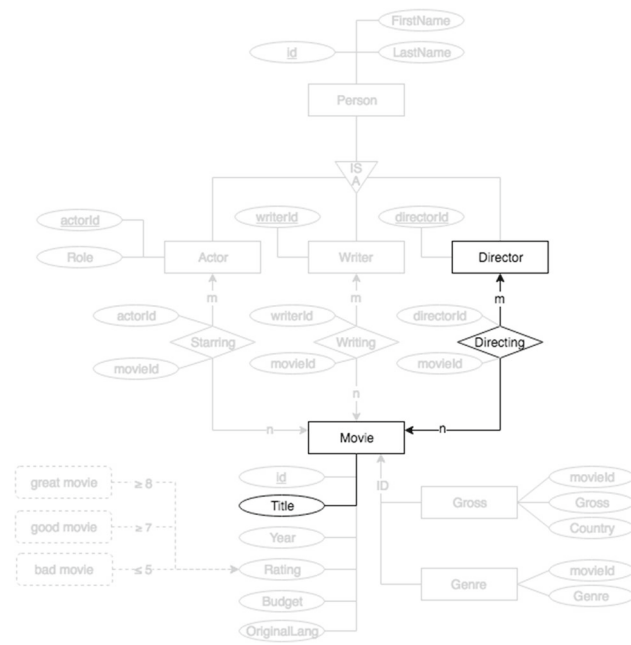 FirstName
id
LastName
Person
IS
A
actorId
writerId
directorId
Role
Actor
Writer
Director
m
m
m
actorId
writerId
directorId
Starring
Writing
Directing
movieId
movieId
movieId
n
n
n
Movie
great movie
≥ 8
id
ID
Gross
movieId
Title
Gross
good movie
≥ 7
Year
Country
bad movie
≤ 5
Rating
movieId
Genre
Budget
Genre
OriginalLang